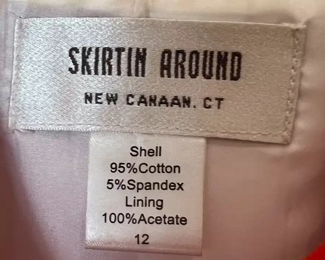 SKIRTIN AROUND
NEW CANAAN. CT
Shell
95%Cotton
5%Spandex
Lining
100%Acetate
12